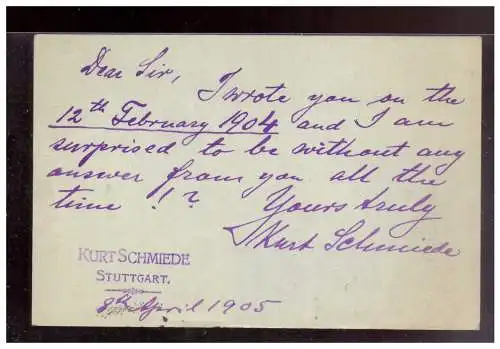 Dear Sir,
I wrote you on the
12th February 1904 and I am
surprised to be without any
answer from you all the
time !? Yours truly
Kurt Schmiede
KURT SCHMIEDE
STUTTGART.
8th April 1905